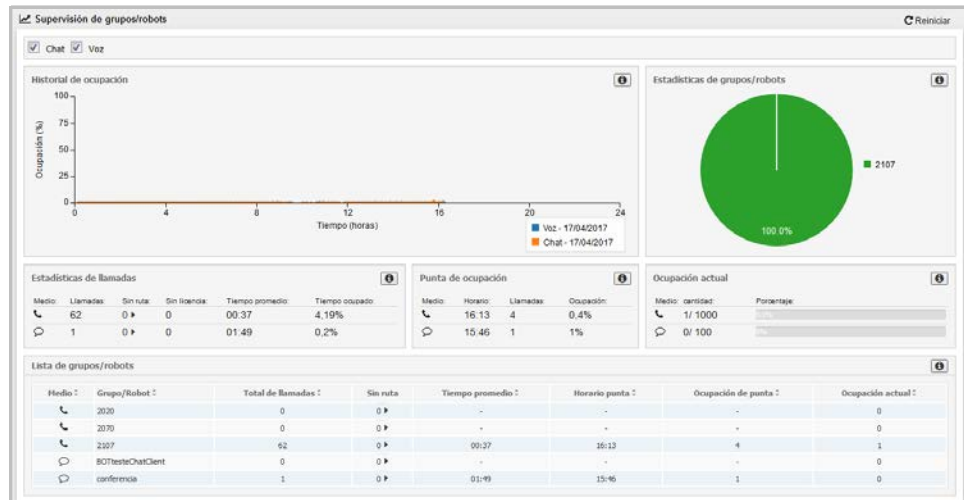 Supervisión de grupos/robots
Reiniciar
Chat Voz
Historial de ocupación
Ocupación (%)
100
75
50
25
0
0 4 8 12 16 20 24
Tiempo (horas)
Voz - 17/04/2017
Chat - 17/04/2017
Estadísticas de grupos/robots
2107
100.0%
Estadísticas de llamadas
Medio: Llamadas: Sin ruta: Sin licencia: Tiempo promedio: Tiempo ocupado:
62 0 0 00:37 4,19%
1 0 0 01:49 0,2%
Punta de ocupación
Medio: Horario: Llamadas: Ocupación:
16:13 4 0,4%
15:46 1 1%
Ocupación actual
Medio: cantidad: Porcentaje:
1/ 1000
0/ 100
Lista de grupos/robots
Medio Grupo/Robot Total de llamadas Sin ruta Tiempo promedio Horario punta Ocupación de punta Ocupación actual
2020 0 0 - - - 0
2070 0 0 - - - 0
2107 62 0 00:37 16:13 4 1
BOTtesteChatClient 0 0 - - - 0
conferencia 1 0 01:49 15:46 1 0